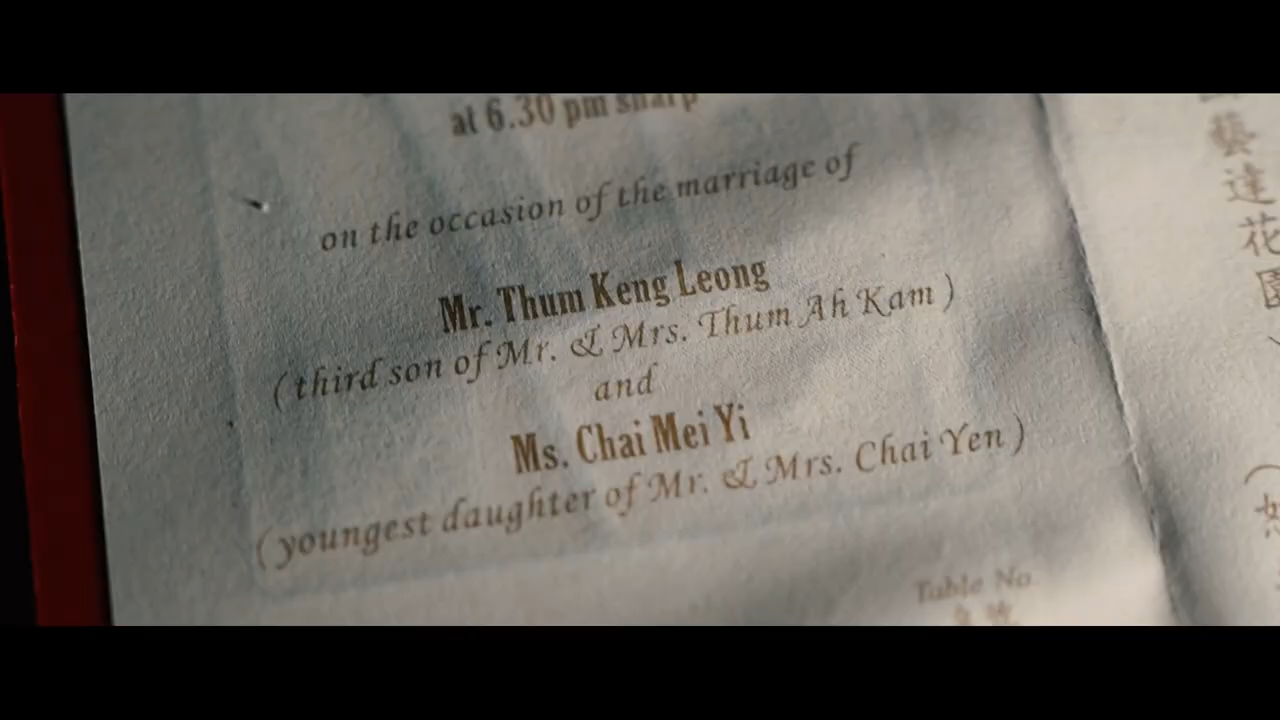 at 6.30 pm sharp
on the occasion of the marriage of
Mr. Thum Keng Leong
(third son of Mr. & Mrs. Thum Ah Kam)
and
Ms. Chai Mei Yi
(youngest daughter of Mr. & Mrs. Chai Yen)
Table No
藝達花園